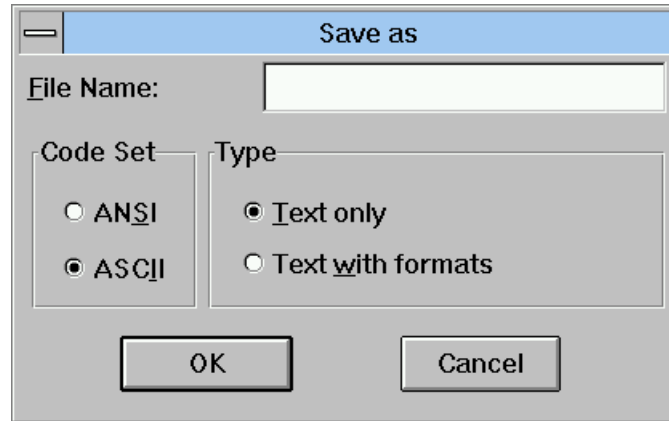 Save as
File Name:
Code Set
Type
ANSI
Text only
ASCII
Text with formats
OK
Cancel